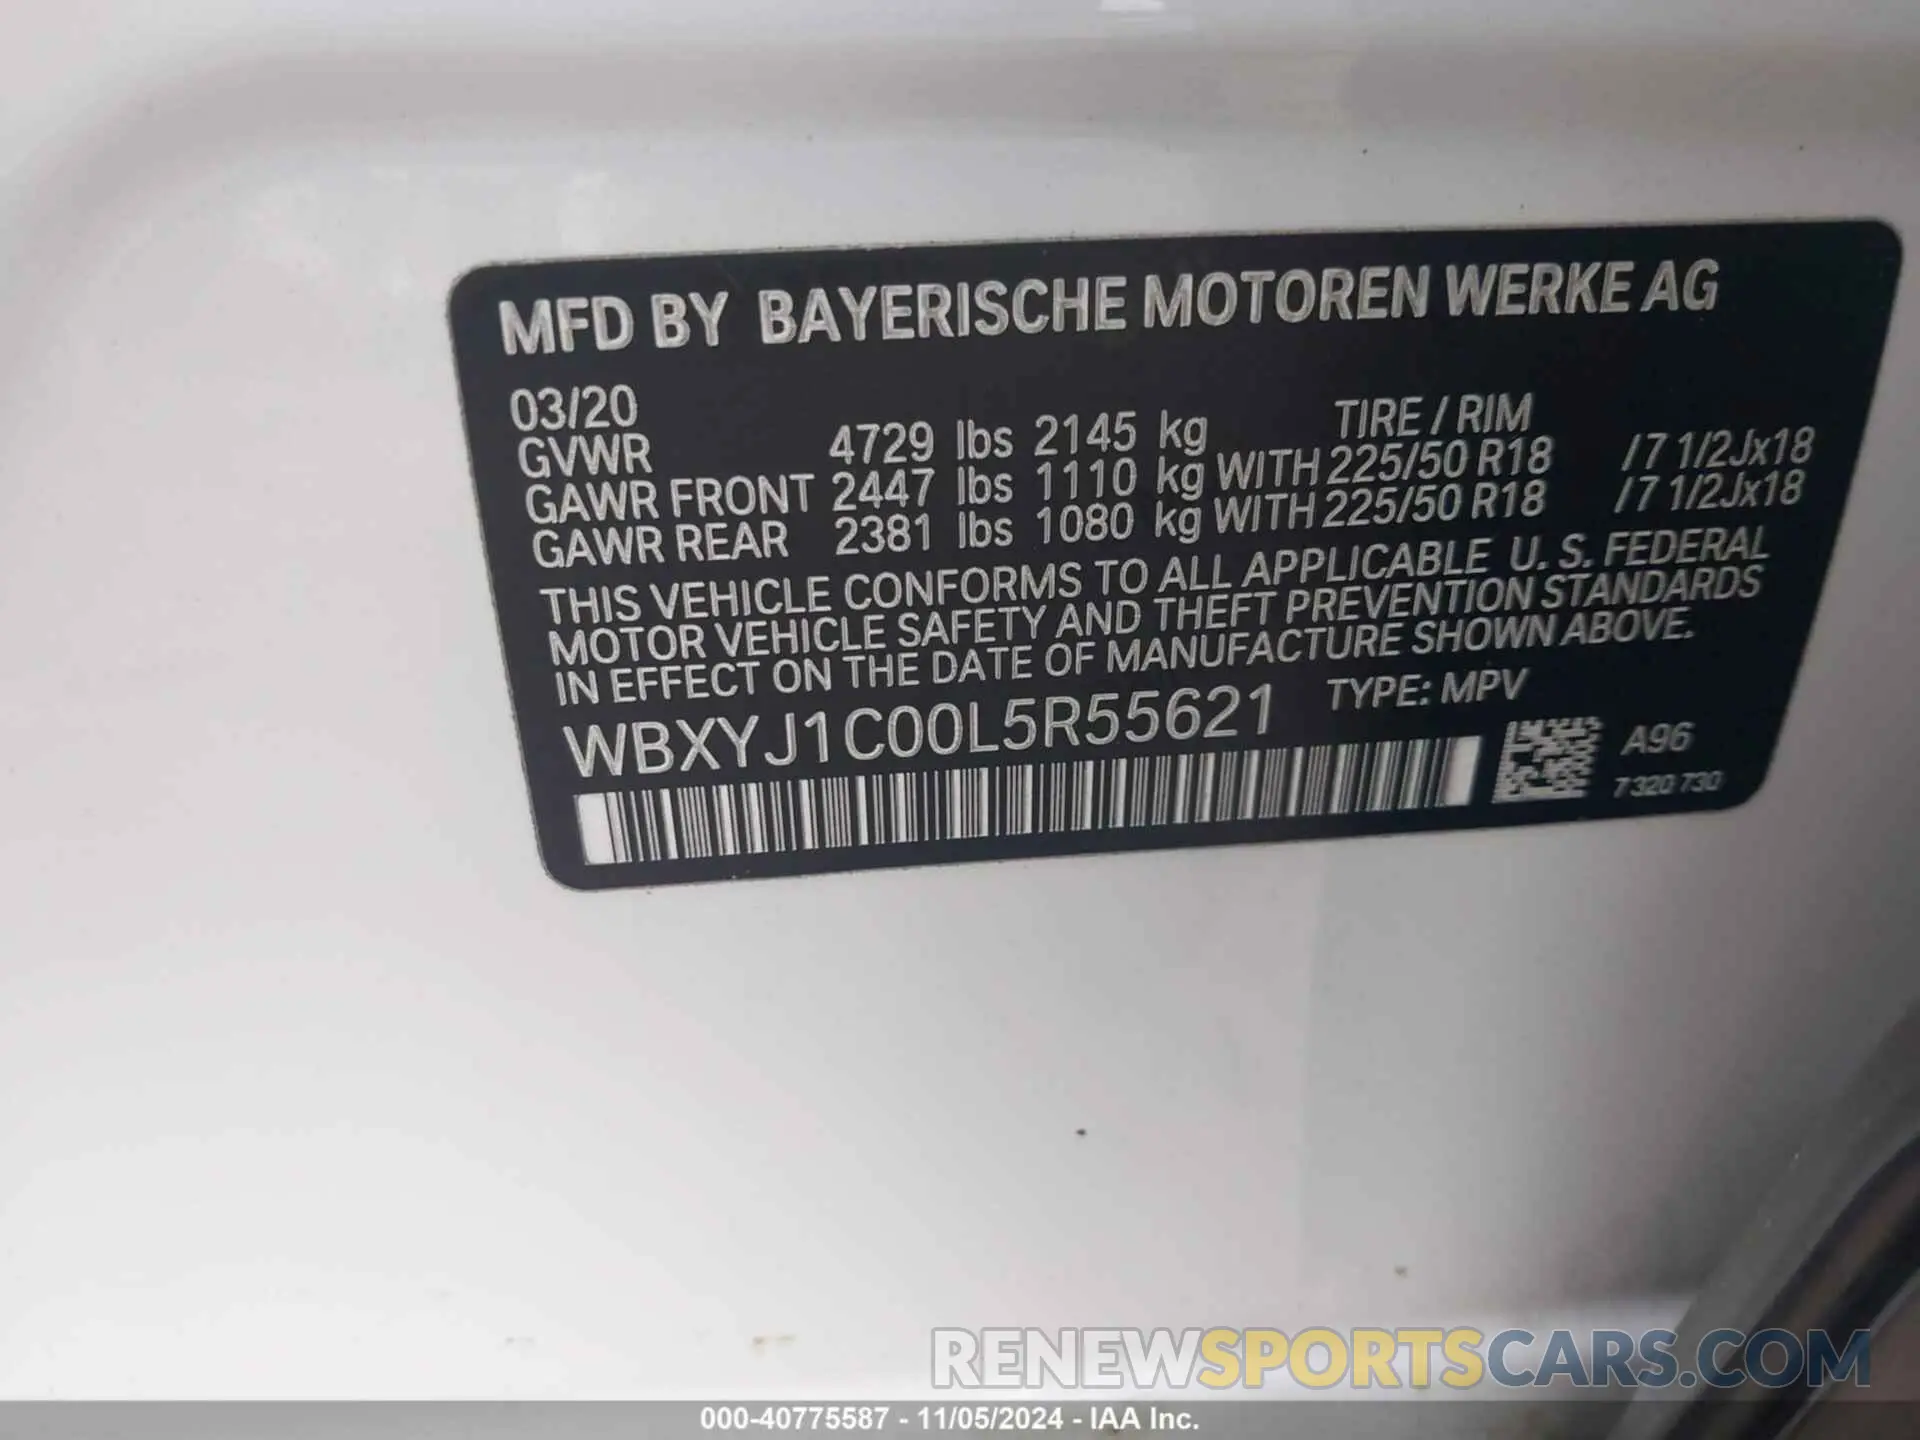 MFD BY BAYERISCHE MOTOREN WERKE AG
03/20
TIRE / RIM
GVWR 4729 lbs 2145 kg
GAWR FRONT 2447 lbs 1110 kg WITH 225/50 R18 /7 1/2Jx18
GAWR REAR 2381 lbs 1080 kg WITH 225/50 R18 /7 1/2Jx18
THIS VEHICLE CONFORMS TO ALL APPLICABLE U. S. FEDERAL
MOTOR VEHICLE SAFETY AND THEFT PREVENTION STANDARDS
IN EFFECT ON THE DATE OF MANUFACTURE SHOWN ABOVE.
WBXYJ1C00L5R55621 TYPE: MPV
A96
7 320 730
RENEWSPORTSCARS.COM
000-40775587 - 11/05/2024 - IAA Inc.